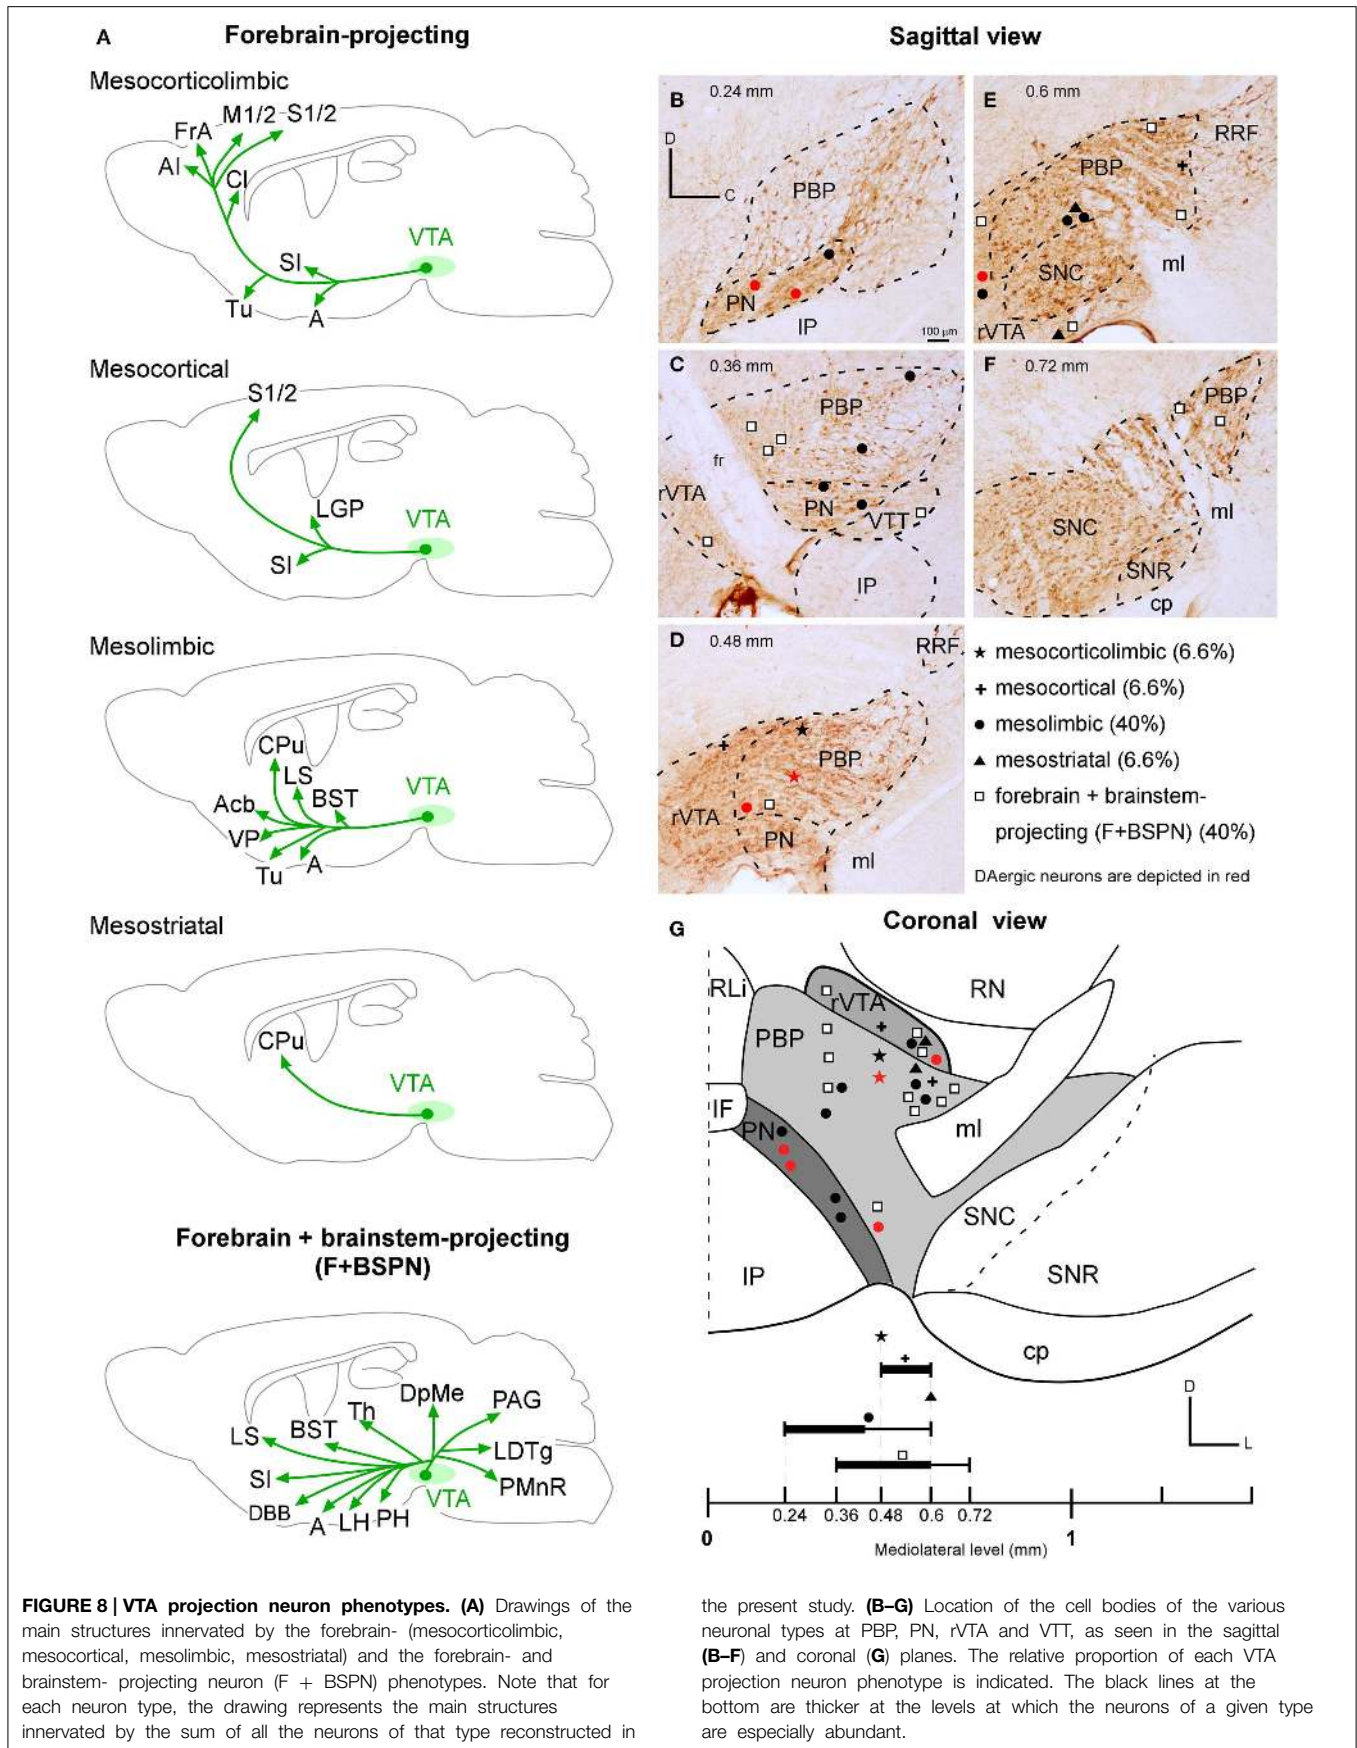 A
Forebrain-projecting
Mesocorticolimbic
M1/2
S1/2
FrA
AI
Cl
VTA
SI
Tu
A
Mesocortical
S1/2
LGP
VTA
SI
Mesolimbic
CPu
LS
BST
VTA
Acb
VP
Tu
A
Mesostriatal
CPu
VTA
Forebrain + brainstem-projecting
(F+BSPN)
DpMe
PAG
Th
BST
LS
LDTg
SI
PMnR
VTA
DBB
A
LH
PH
Sagittal view
B
0.24 mm
D
C
PBP
PN
IP
100 µm
E
0.6 mm
RRF
PBP
SNC
ml
rVTA
C
0.36 mm
PBP
fr
rVTA
PN
VTT
IP
F
0.72 mm
PBP
ml
SNC
SNR
cp
D
0.48 mm
RRF
PBP
rVTA
PN
ml
★ mesocorticolimbic (6.6%)
+ mesocortical (6.6%)
● mesolimbic (40%)
▲ mesostriatal (6.6%)
□ forebrain + brainstem-
projecting (F+BSPN) (40%)
DAergic neurons are depicted in red
G
Coronal view
RLi
rVTA
RN
PBP
IF
PN
ml
SNC
IP
SNR
cp
D
L
0.24 0.36 0.48 0.6 0.72
0 1
Mediolateral level (mm)
FIGURE 8 | VTA projection neuron phenotypes. (A) Drawings of the
main structures innervated by the forebrain- (mesocorticolimbic,
mesocortical, mesolimbic, mesostriatal) and the forebrain- and
brainstem- projecting neuron (F + BSPN) phenotypes. Note that for
each neuron type, the drawing represents the main structures
innervated by the sum of all the neurons of that type reconstructed in
the present study. (B–G) Location of the cell bodies of the various
neuronal types at PBP, PN, rVTA and VTT, as seen in the sagittal
(B–F) and coronal (G) planes. The relative proportion of each VTA
projection neuron phenotype is indicated. The black lines at the
bottom are thicker at the levels at which the neurons of a given type
are especially abundant.